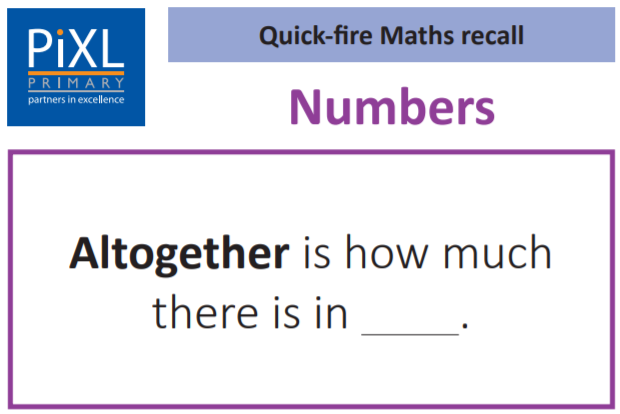 PiXL
PRIMARY
partners in excellence
Quick-fire Maths recall
Numbers
Altogether is how much
there is in _____.